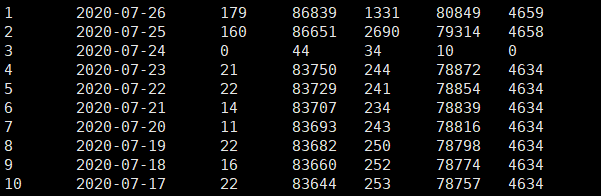 1 2020-07-26 179 86839 1331 80849 4659
2 2020-07-25 160 86651 2690 79314 4658
3 2020-07-24 0 44 34 10 0
4 2020-07-23 21 83750 244 78872 4634
5 2020-07-22 22 83729 241 78854 4634
6 2020-07-21 14 83707 234 78839 4634
7 2020-07-20 11 83693 243 78816 4634
8 2020-07-19 22 83682 250 78798 4634
9 2020-07-18 16 83660 252 78774 4634
10 2020-07-17 22 83644 253 78757 4634